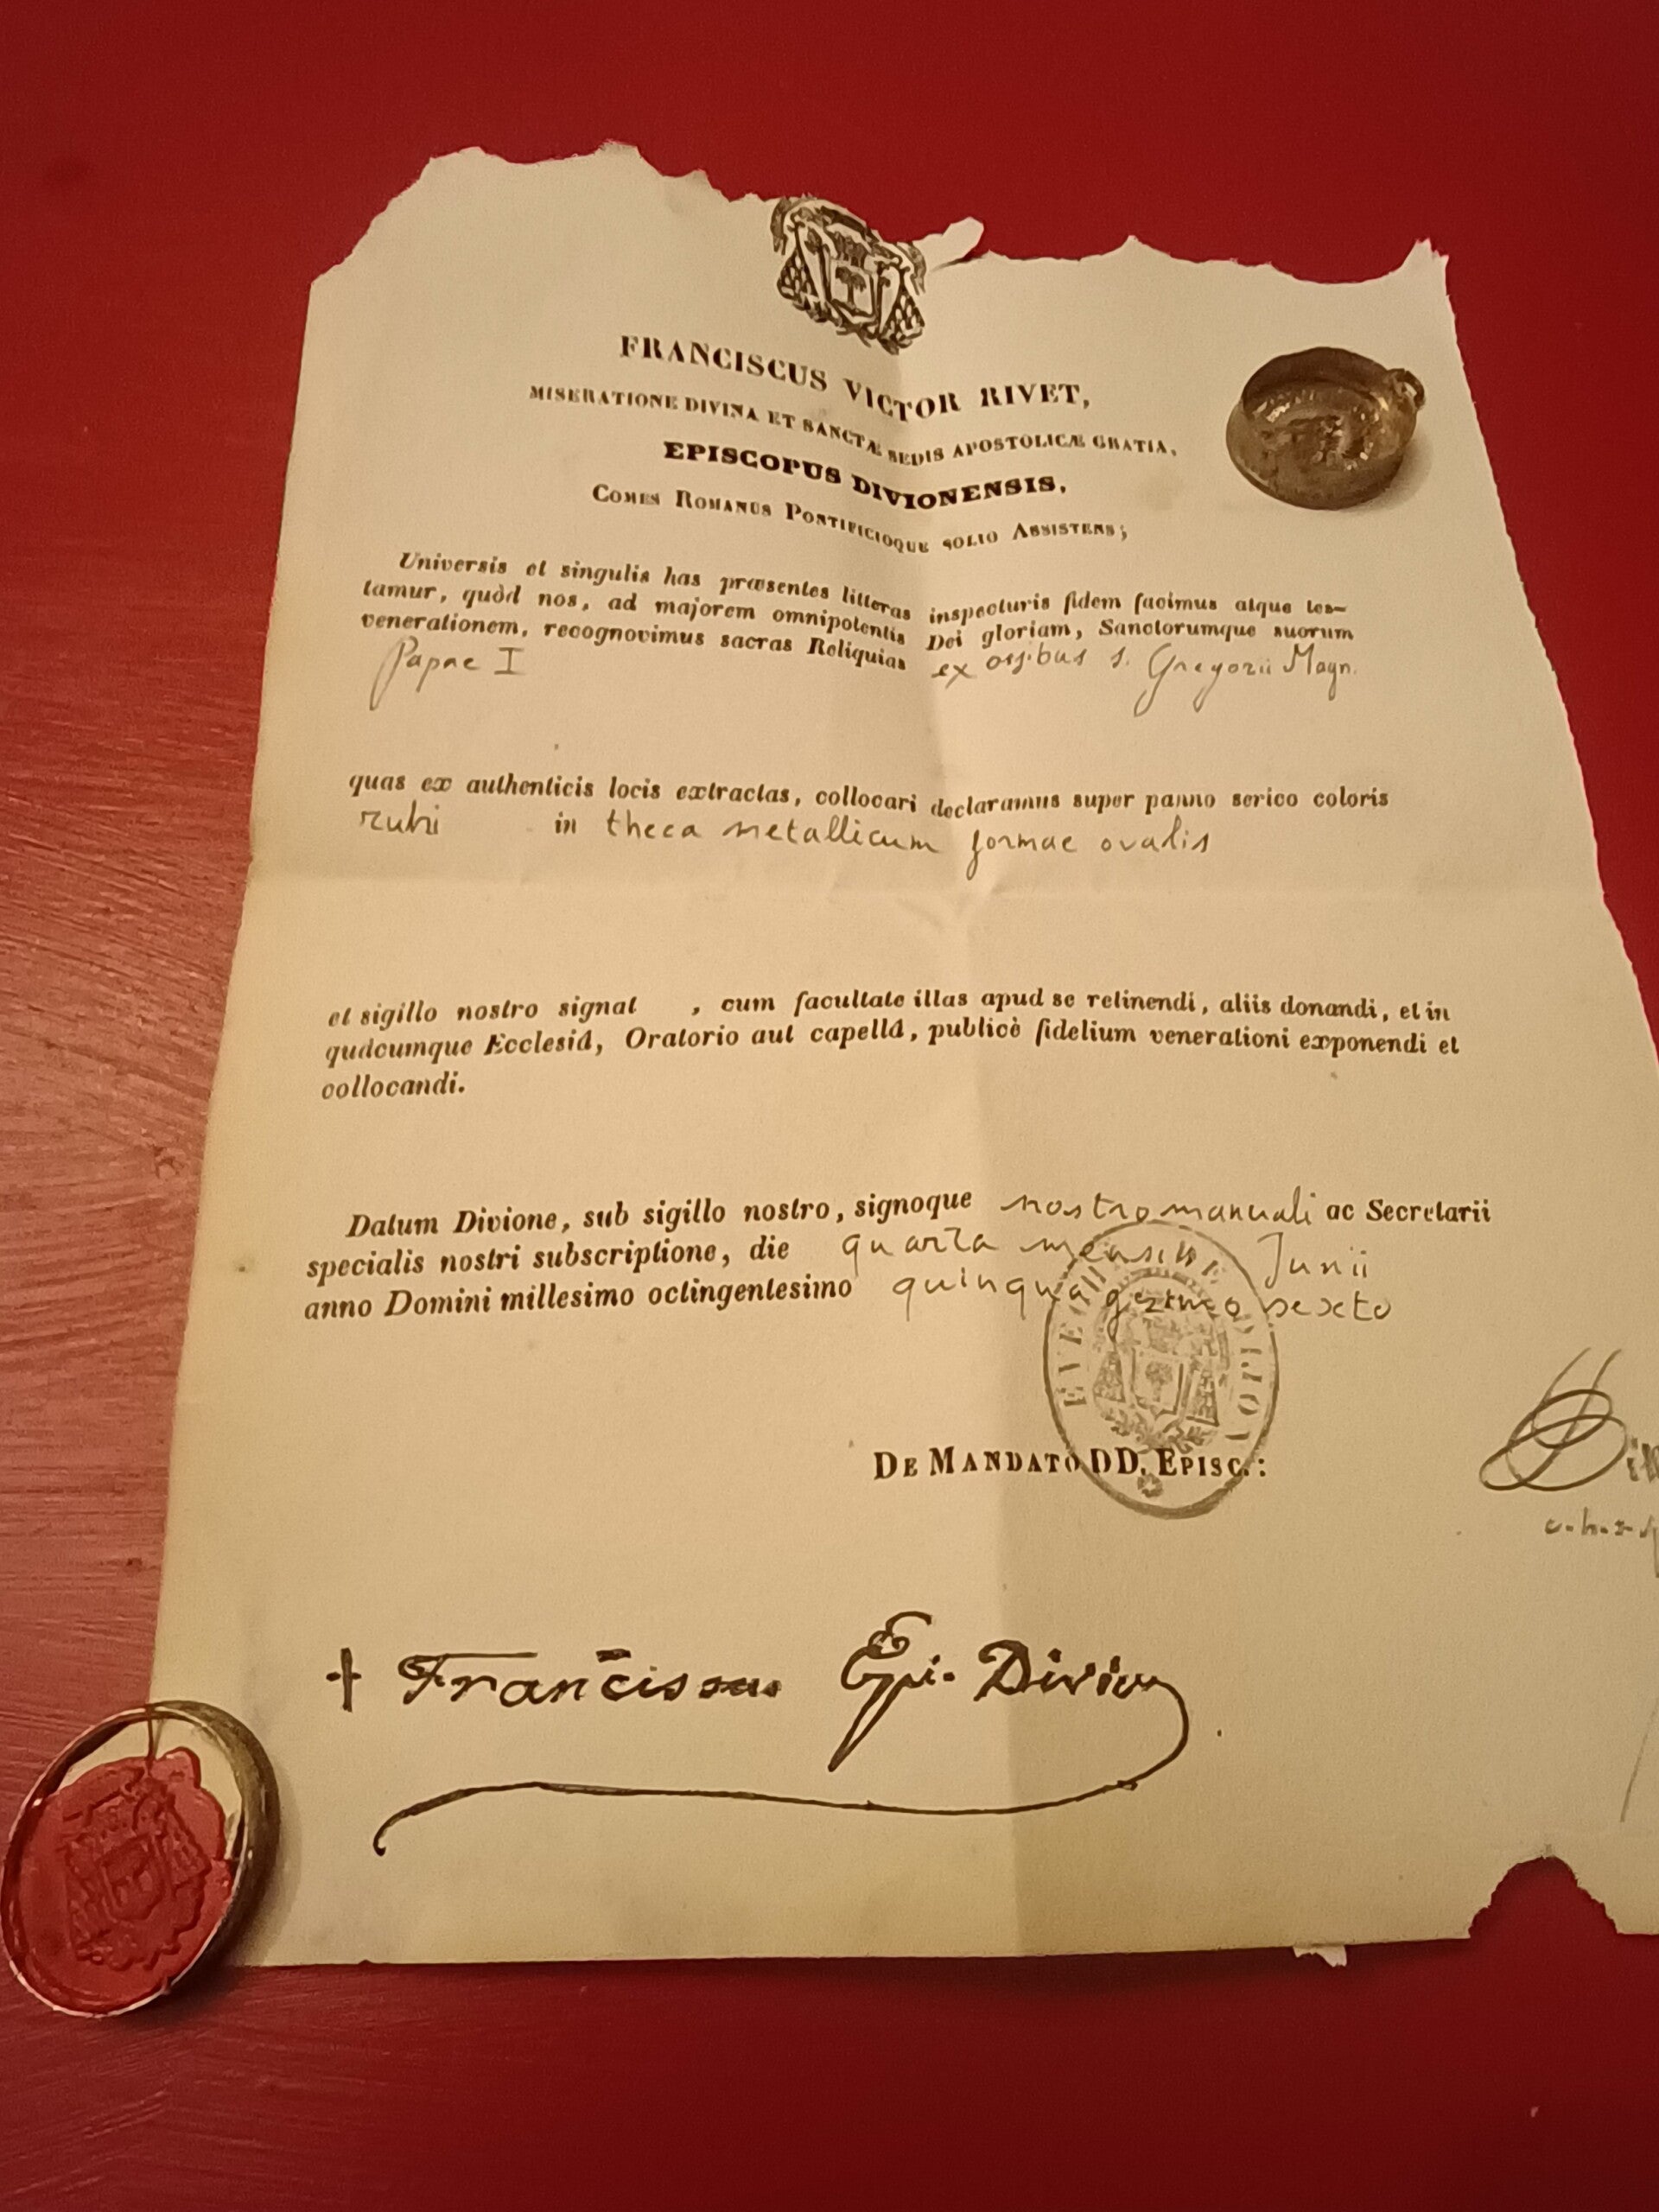 FRANCISCUS VICTOR RIVET,
MISERATIONE DIVINA ET SANCTÆ SEDIS APOSTOLICÆ GRATIA,
EPISCOPUS DIVIONENSIS,
COMES ROMANUS PONTIFICIOQUE SOLIO ASSISTENS;
Universis et singulis has præsentes litteras inspecturis fidem facimus atque tes-
tamur, quòd nos, ad majorem omnipotentis Dei gloriam, Sanctorumque suorum
venerationem, recognovimus sacras Reliquias ex ossibus s. Gregorii Magn.
Papae I
quas ex authenticis locis extractas, collocari declaramus super panno serico coloris
rubi in theca metallicum formae ovalis
et sigillo nostro signat , cum facultate illas apud se retinendi, aliis donandi, et in
quâcumque Ecclesiâ, Oratorio aut capellâ, publicè fidelium venerationi exponendi et
collocandi.
Datum Divione, sub sigillo nostro, signoque nostro manuali ac Secretarii
specialis nostri subscriptione, die quarta mensis Junii
anno Domini millesimo octingentesimo quinquagesimo sexto
DE MANDATO DD. EPISC.:
+ Franciscus Epi. Divion